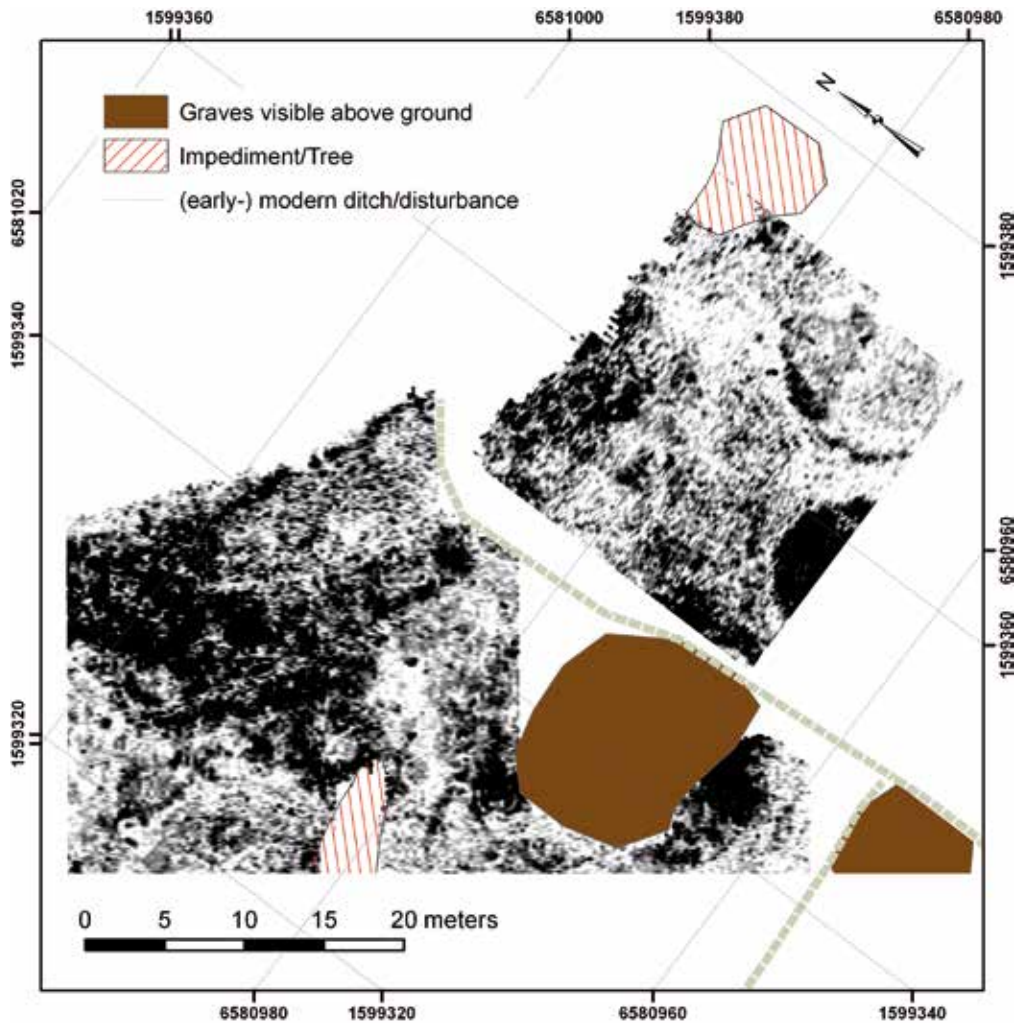 1599360 6581000 1599380 6580980
N
Graves visible above ground
Impediment/Tree
(early-) modern ditch/disturbance
6581020
1599340
1599320
1599380
6580960
1599360
0 5 10 15 20 meters
6580980 1599320 6580960 1599340